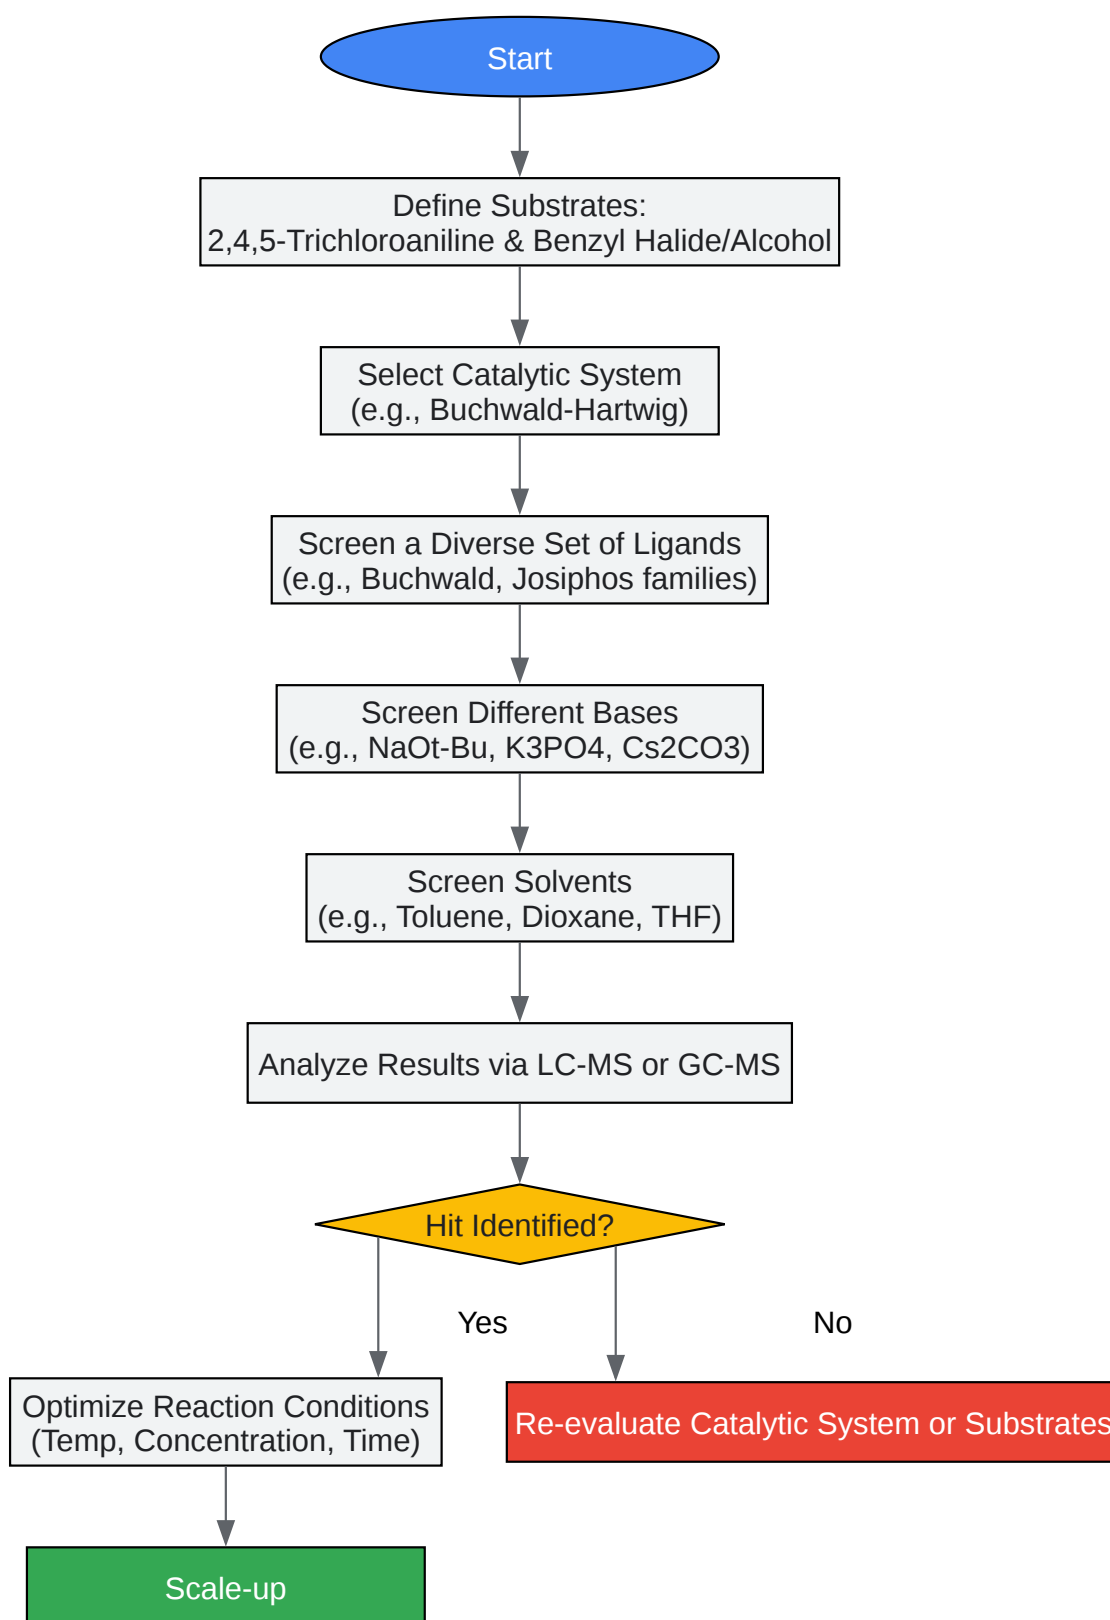 Start
Define Substrates:
2,4,5-Trichloroaniline & Benzyl Halide/Alcohol
Select Catalytic System
(e.g., Buchwald-Hartwig)
Screen a Diverse Set of Ligands
(e.g., Buchwald, Josiphos families)
Screen Different Bases
(e.g., NaOt-Bu, K3PO4, Cs2CO3)
Screen Solvents
(e.g., Toluene, Dioxane, THF)
Analyze Results via LC-MS or GC-MS
Hit Identified?
Yes
No
Optimize Reaction Conditions
(Temp, Concentration, Time)
Re-evaluate Catalytic System or Substrates
Scale-up